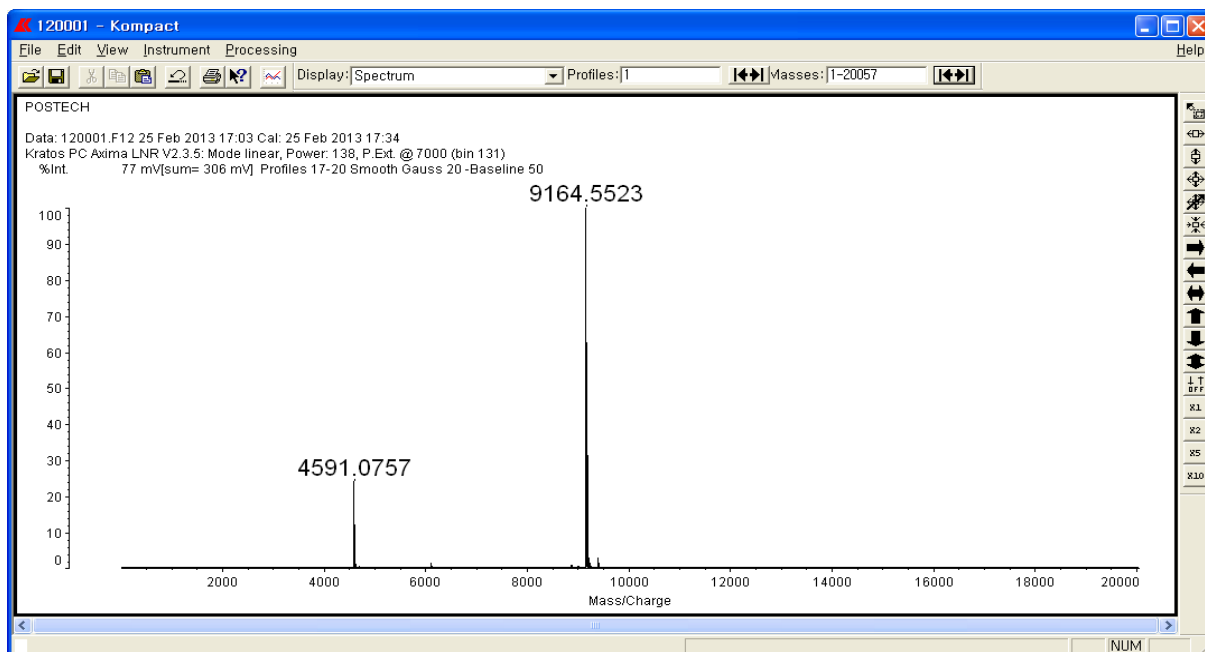 120001 - Kompact
File Edit View Instrument Processing Help
Display: Spectrum Profiles: 1 Masses: 1-20057
POSTECH
Data: 120001.F12 25 Feb 2013 17:03 Cal: 25 Feb 2013 17:34
Kratos PC Axima LNR V2.3.5: Mode linear, Power: 138, P.Ext. @ 7000 (bin 131)
%Int. 77 mV[sum= 306 mV] Profiles 17-20 Smooth Gauss 20 -Baseline 50
9164.5523
100
90
80
70
60
50
40
30
20
10
0
4591.0757
2000 4000 6000 8000 10000 12000 14000 16000 18000 20000
Mass/Charge
OFF
X1
X2
X5
X10
NUM